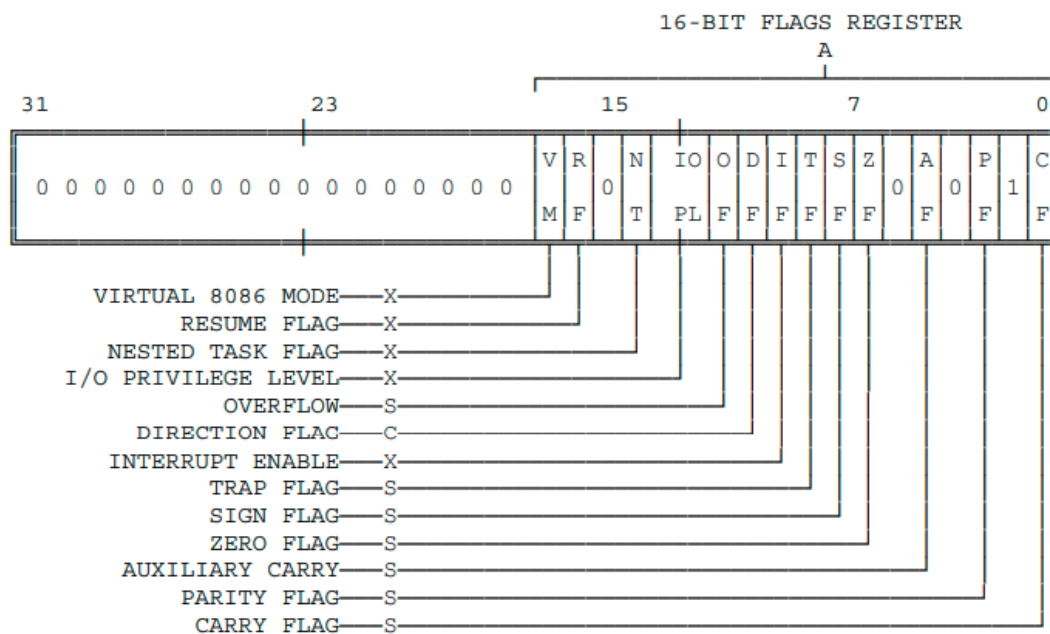 16-BIT FLAGS REGISTER
A
31 23 15 7 0
V R N IO O D I T S Z A P C
0 0 0 0 0 0 0 0 0 0 0 0 0 0 0 0 0 0 0 0 1
M F T PL F F F F F F F F F
VIRTUAL 8086 MODE X
RESUME FLAG X
NESTED TASK FLAG X
I/O PRIVILEGE LEVEL X
OVERFLOW S
DIRECTION FLAG C
INTERRUPT ENABLE X
TRAP FLAG S
SIGN FLAG S
ZERO FLAG S
AUXILIARY CARRY S
PARITY FLAG S
CARRY FLAG S